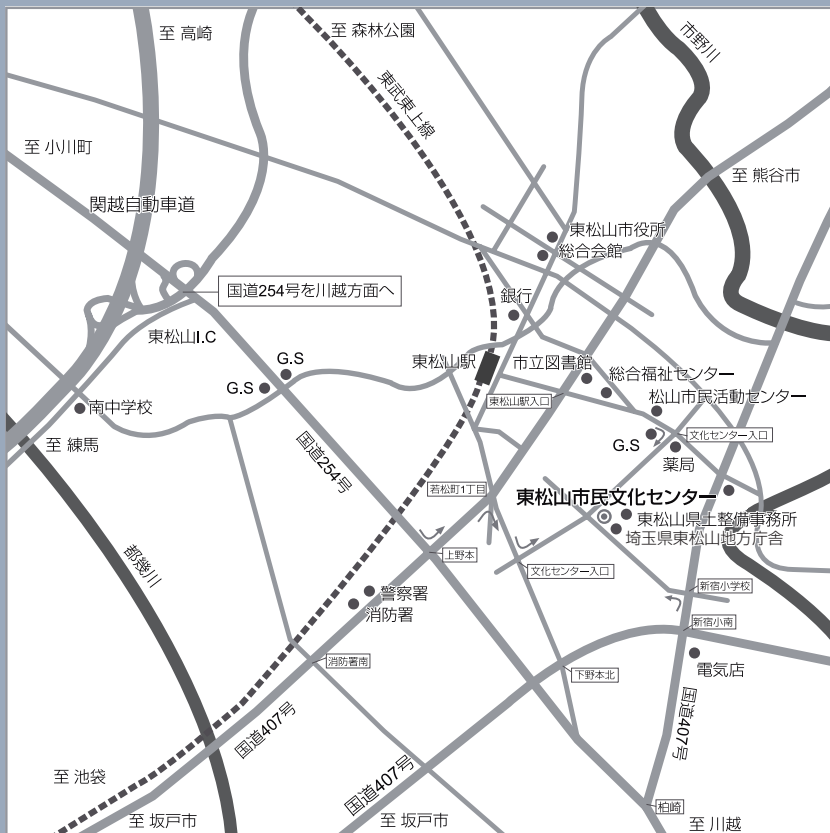 至 高崎
至 森林公園
市野川
東武東上線
至 小川町
至 熊谷市
関越自動車道
東松山市役所
総合会館
国道254号を川越方面へ
銀行
東松山I.C
G.S
東松山駅
市立図書館
総合福祉センター
G.S
松山市民活動センター
東松山駅入口
南中学校
文化センター入口
G.S
至 練馬
薬局
国道254号
若松町1丁目
東松山市民文化センター
東松山県土整備事務所
埼玉県東松山地方庁舎
上野本
都幾川
文化センター入口
新宿小学校
警察署
消防署
新宿小南
消防署南
電気店
下野本北
国道407号
国道407号
至 池袋
国道407号
柏崎
至 坂戸市
至 坂戸市
至 川越